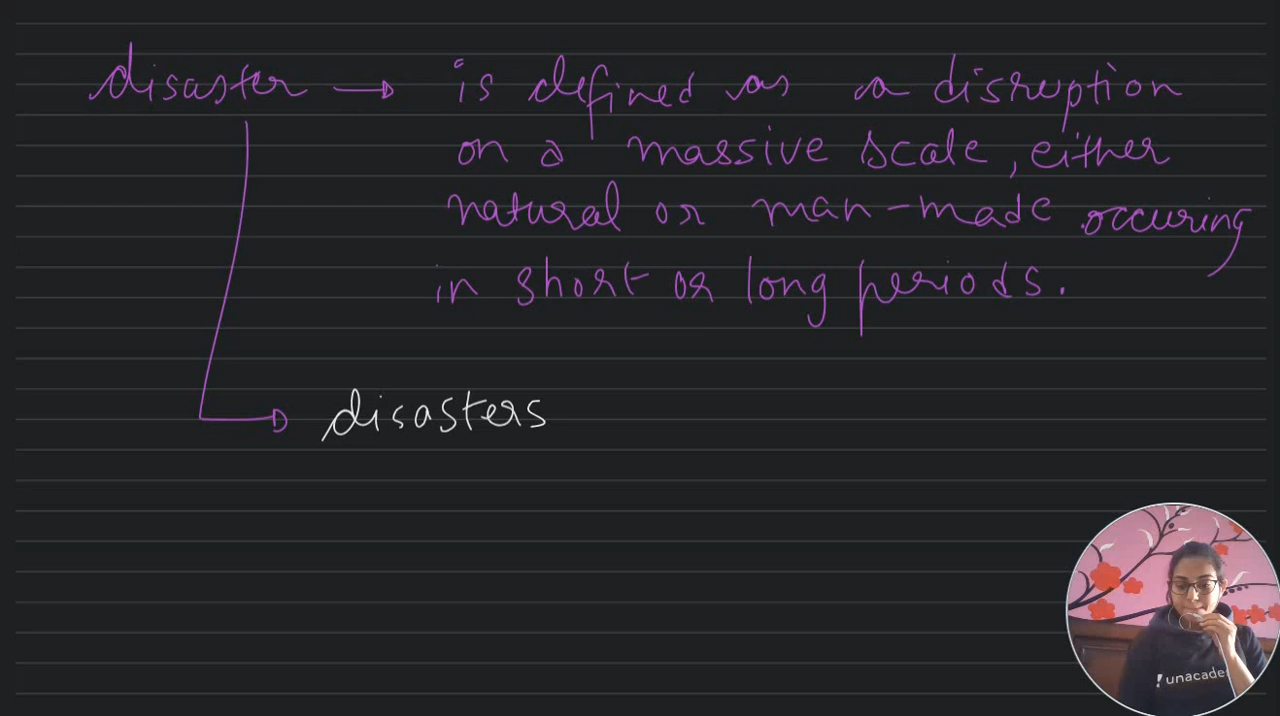 disaster → is defined as a disruption
on a massive scale, either
natural or man-made occuring
in short or long periods.
disasters
unacade